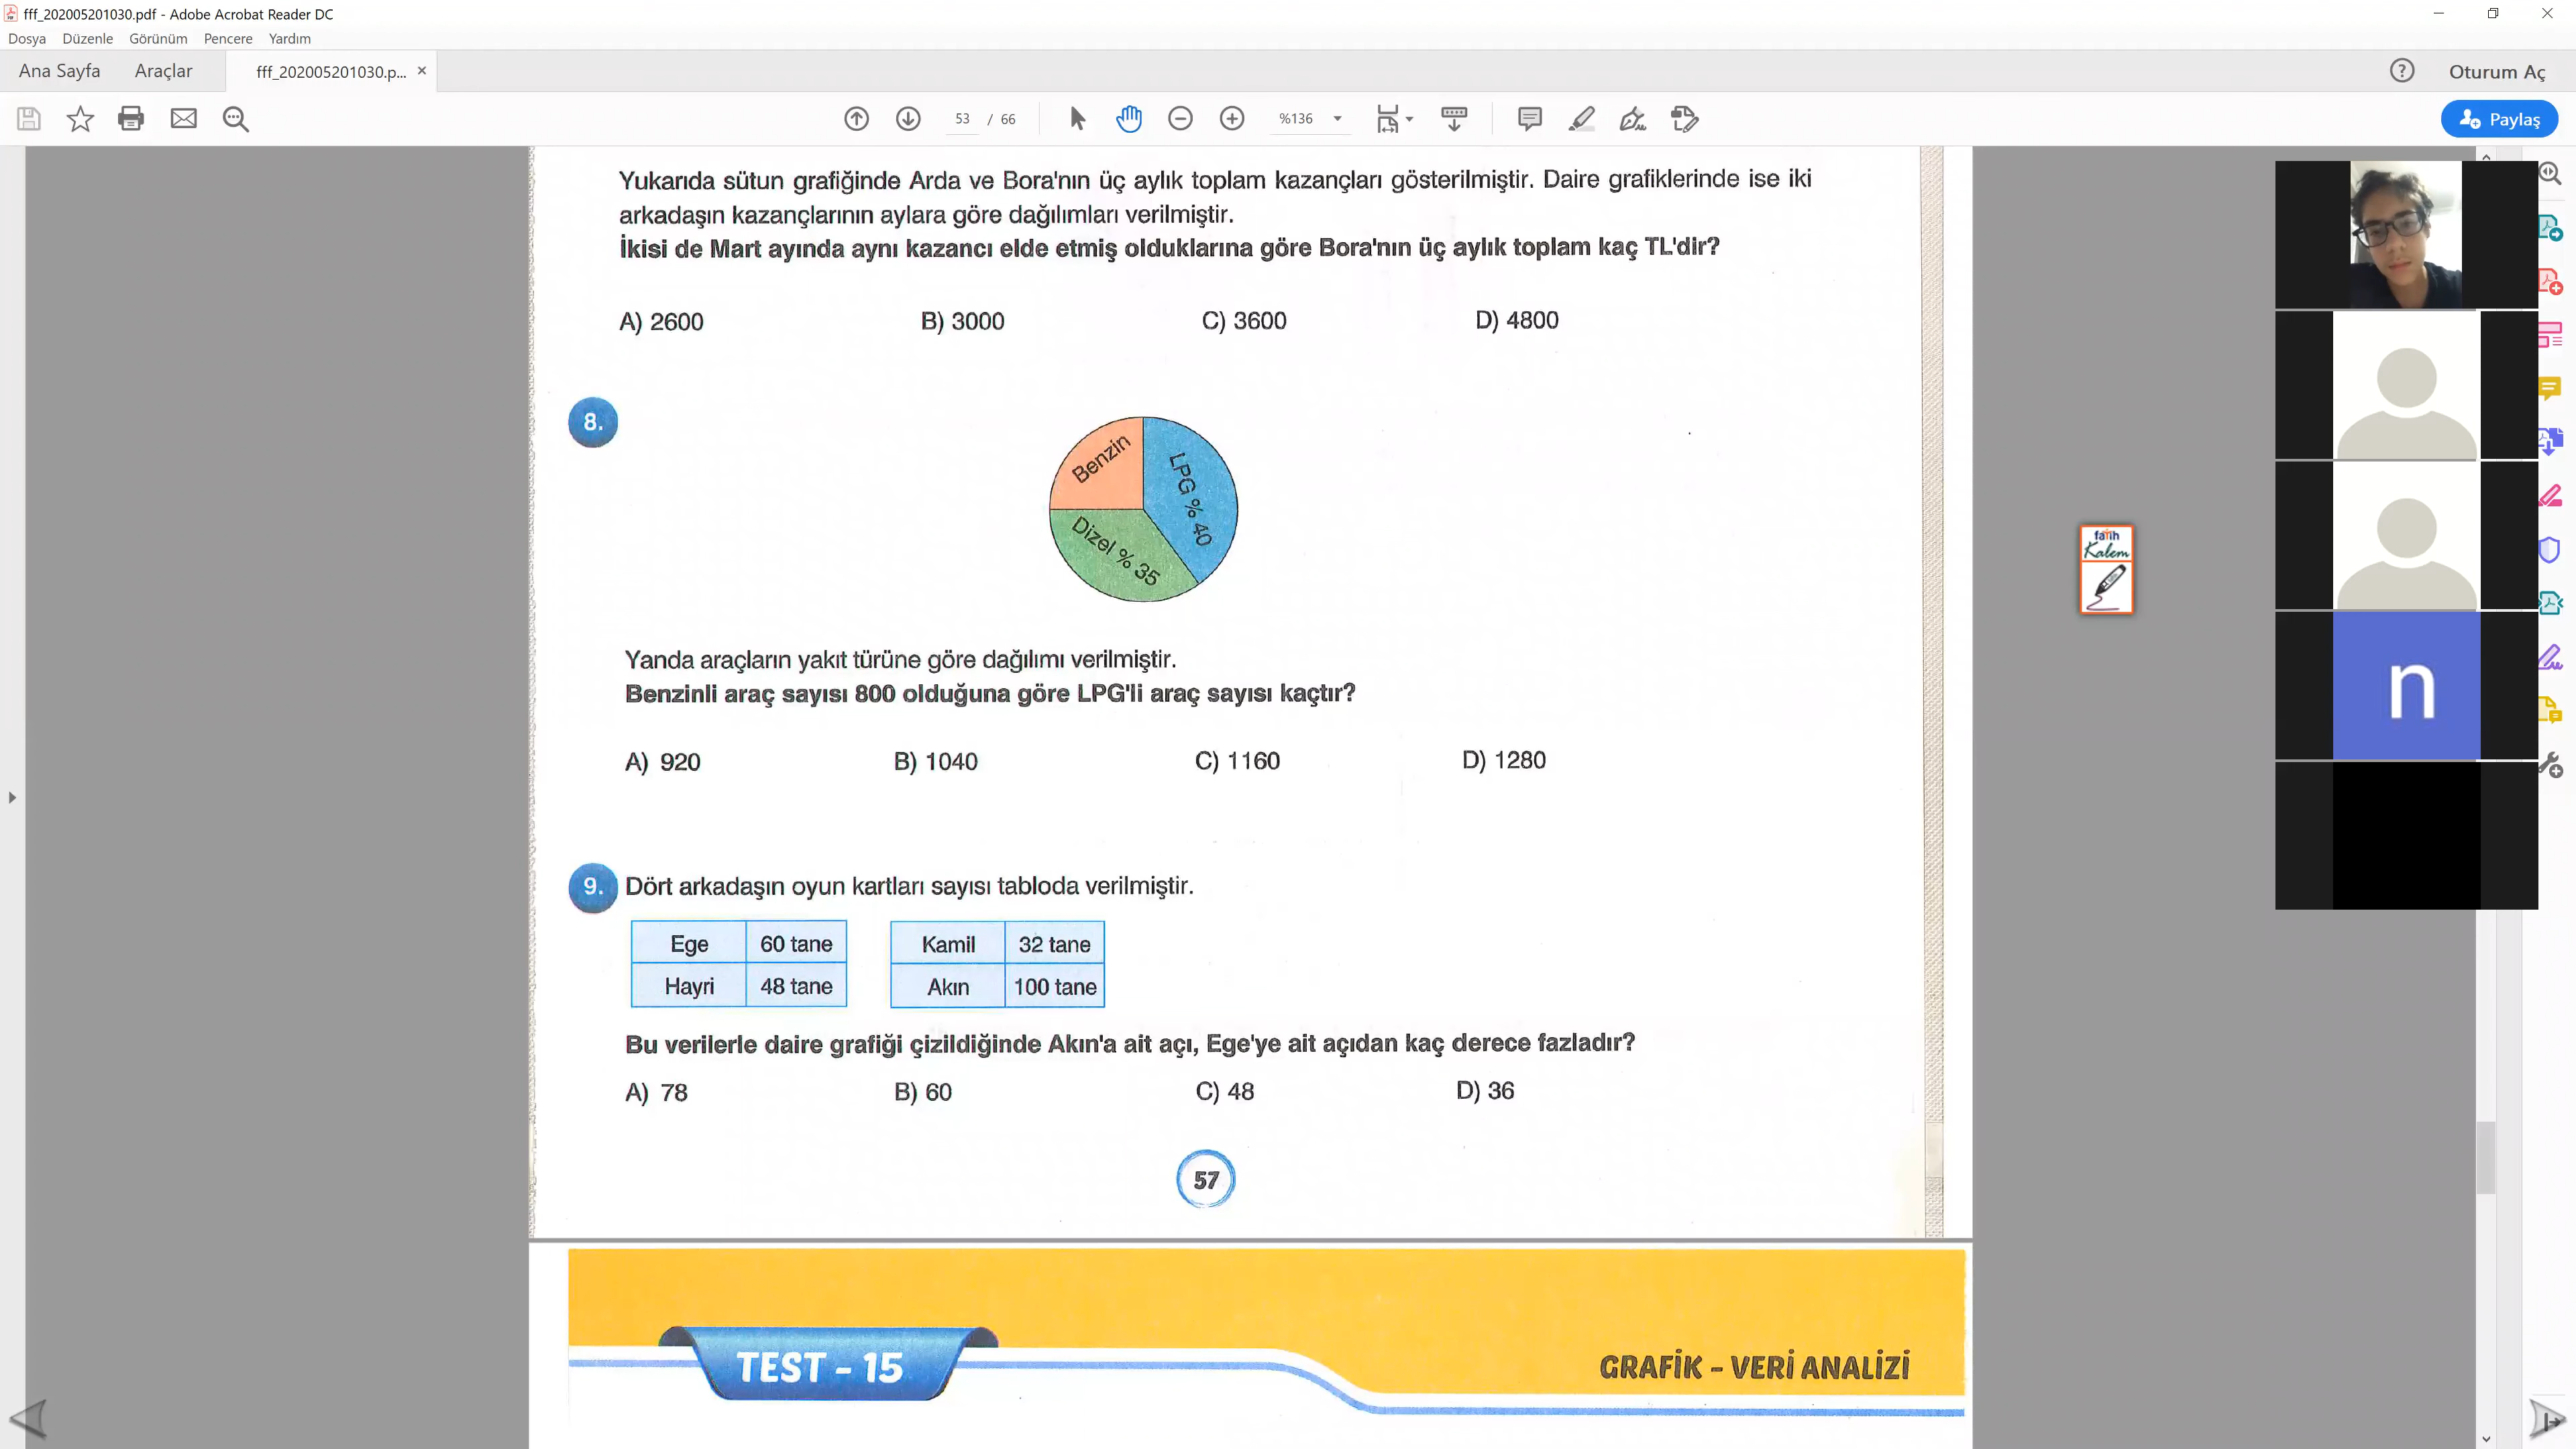 fff_202005201030.pdf - Adobe Acrobat Reader DC
Dosya Düzenle Görünüm Pencere Yardım
Ana Sayfa Araçlar fff_202005201030.p... × Oturum Aç
53 / 66 %136 Paylaş
Yukarıda sütun grafiğinde Arda ve Bora'nın üç aylık toplam kazançları gösterilmiştir. Daire grafiklerinde ise iki
arkadaşın kazançlarının aylara göre dağılımları verilmiştir.
İkisi de Mart ayında aynı kazancı elde etmiş olduklarına göre Bora'nın üç aylık toplam kaç TL'dir?
A) 2600 B) 3000 C) 3600 D) 4800
8.
Benzin
LPG % 40
Dizel % 35
fatih
Kalem
Yanda araçların yakıt türüne göre dağılımı verilmiştir.
Benzinli araç sayısı 800 olduğuna göre LPG'li araç sayısı kaçtır?
n
A) 920 B) 1040 C) 1160 D) 1280
9. Dört arkadaşın oyun kartları sayısı tabloda verilmiştir.
Ege 60 tane Kamil 32 tane
Hayri 48 tane Akın 100 tane
Bu verilerle daire grafiği çizildiğinde Akın'a ait açı, Ege'ye ait açıdan kaç derece fazladır?
A) 78 B) 60 C) 48 D) 36
57
TEST - 15
GRAFİK - VERİ ANALİZİ